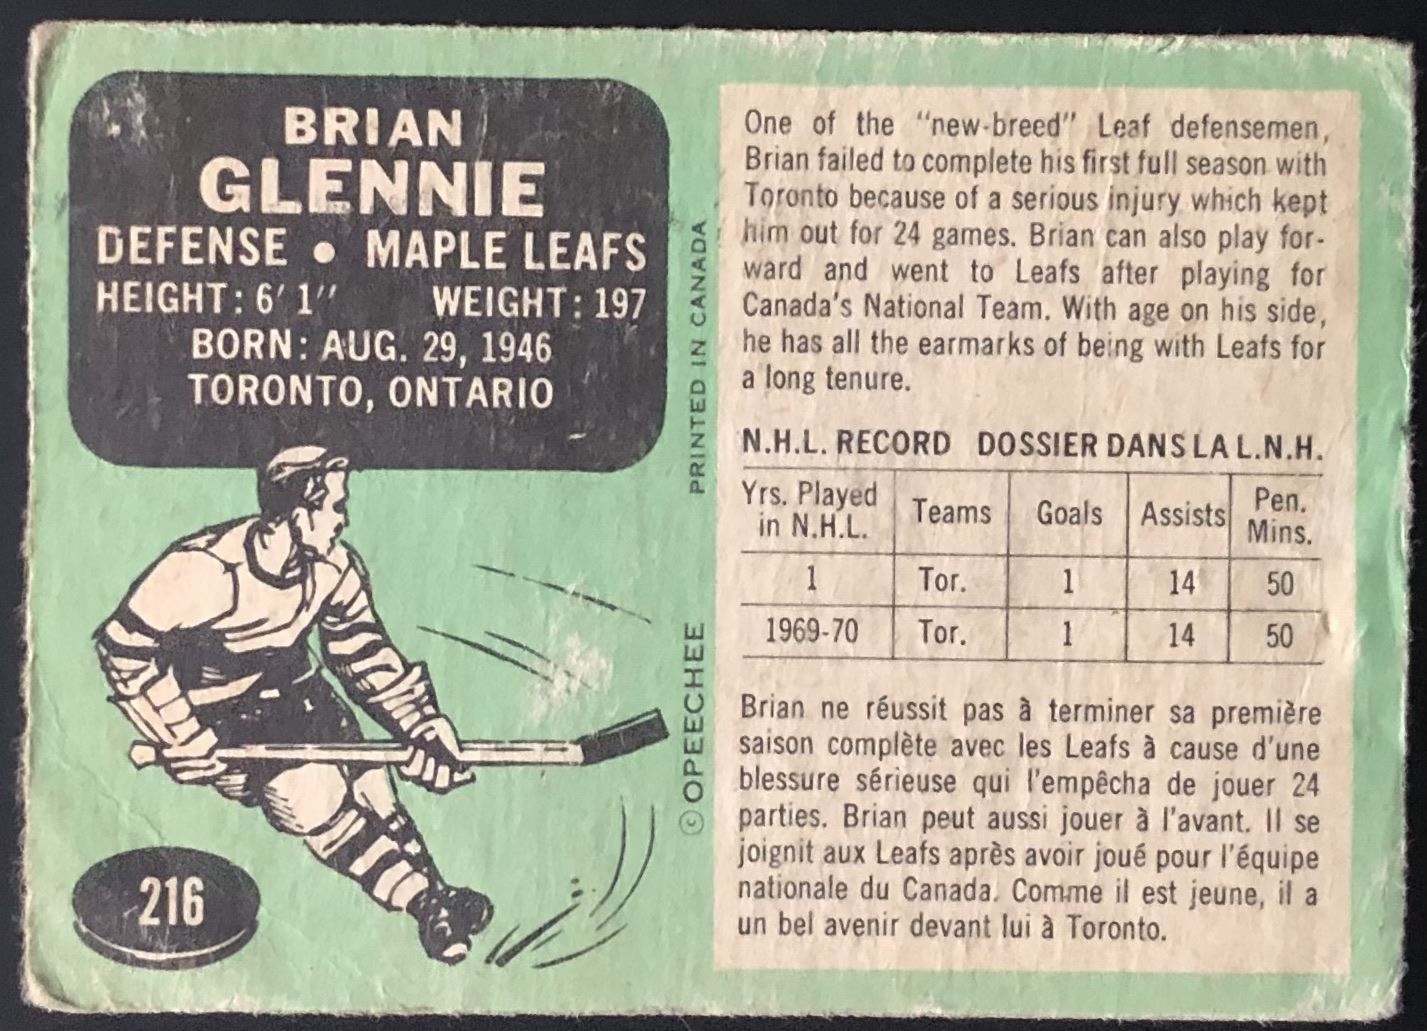 BRIAN
GLENNIE
DEFENSE • MAPLE LEAFS
HEIGHT: 6' 1" WEIGHT: 197
BORN: AUG. 29, 1946
TORONTO, ONTARIO
216
© OPEECHEE PRINTED IN CANADA
One of the "new-breed" Leaf defensemen,
Brian failed to complete his first full season with
Toronto because of a serious injury which kept
him out for 24 games. Brian can also play for-
ward and went to Leafs after playing for
Canada's National Team. With age on his side,
he has all the earmarks of being with Leafs for
a long tenure.
N.H.L. RECORD DOSSIER DANS LA L.N.H.
Yrs. Played in N.H.L. Teams Goals Assists Pen. Mins.
1 Tor. 1 14 50
1969-70 Tor. 1 14 50
Brian ne réussit pas à terminer sa première
saison complète avec les Leafs à cause d'une
blessure sérieuse qui l'empêcha de jouer 24
parties. Brian peut aussi jouer à l'avant. Il se
joignit aux Leafs après avoir joué pour l'équipe
nationale du Canada. Comme il est jeune, il a
un bel avenir devant lui à Toronto.